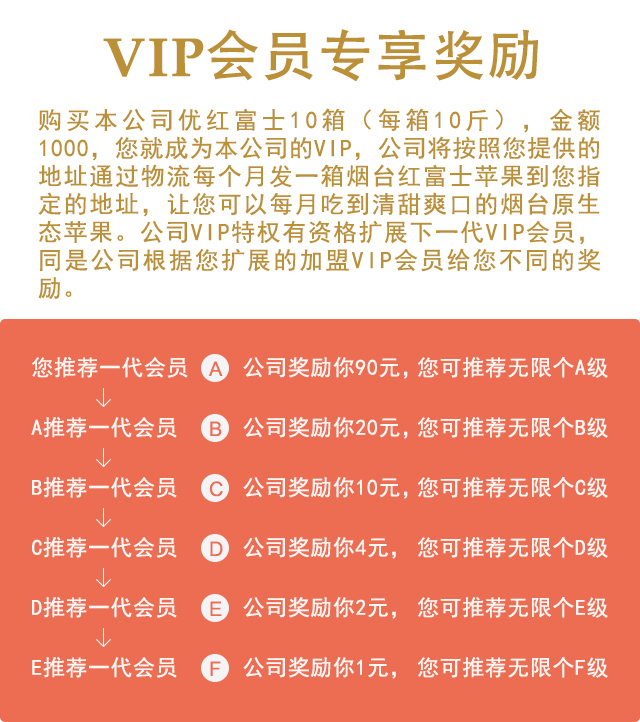 VIP会员专享奖励
购买本公司优红富士10箱（每箱10斤），金额
1000，您就成为本公司的VIP，公司将按照您提供的
地址通过物流每个月发一箱烟台红富士苹果到您指
定的地址，让您可以每月吃到清甜爽口的烟台原生
态苹果。公司VIP特权有资格扩展下一代VIP会员，
同是公司根据您扩展的加盟VIP会员给您不同的奖
励。
您推荐一代会员 A 公司奖励你90元，您可推荐无限个A级
↓
A推荐一代会员 B 公司奖励你20元，您可推荐无限个B级
↓
B推荐一代会员 C 公司奖励你10元，您可推荐无限个C级
↓
C推荐一代会员 D 公司奖励你4元， 您可推荐无限个D级
↓
D推荐一代会员 E 公司奖励你2元， 您可推荐无限个E级
↓
E推荐一代会员 F 公司奖励你1元， 您可推荐无限个F级